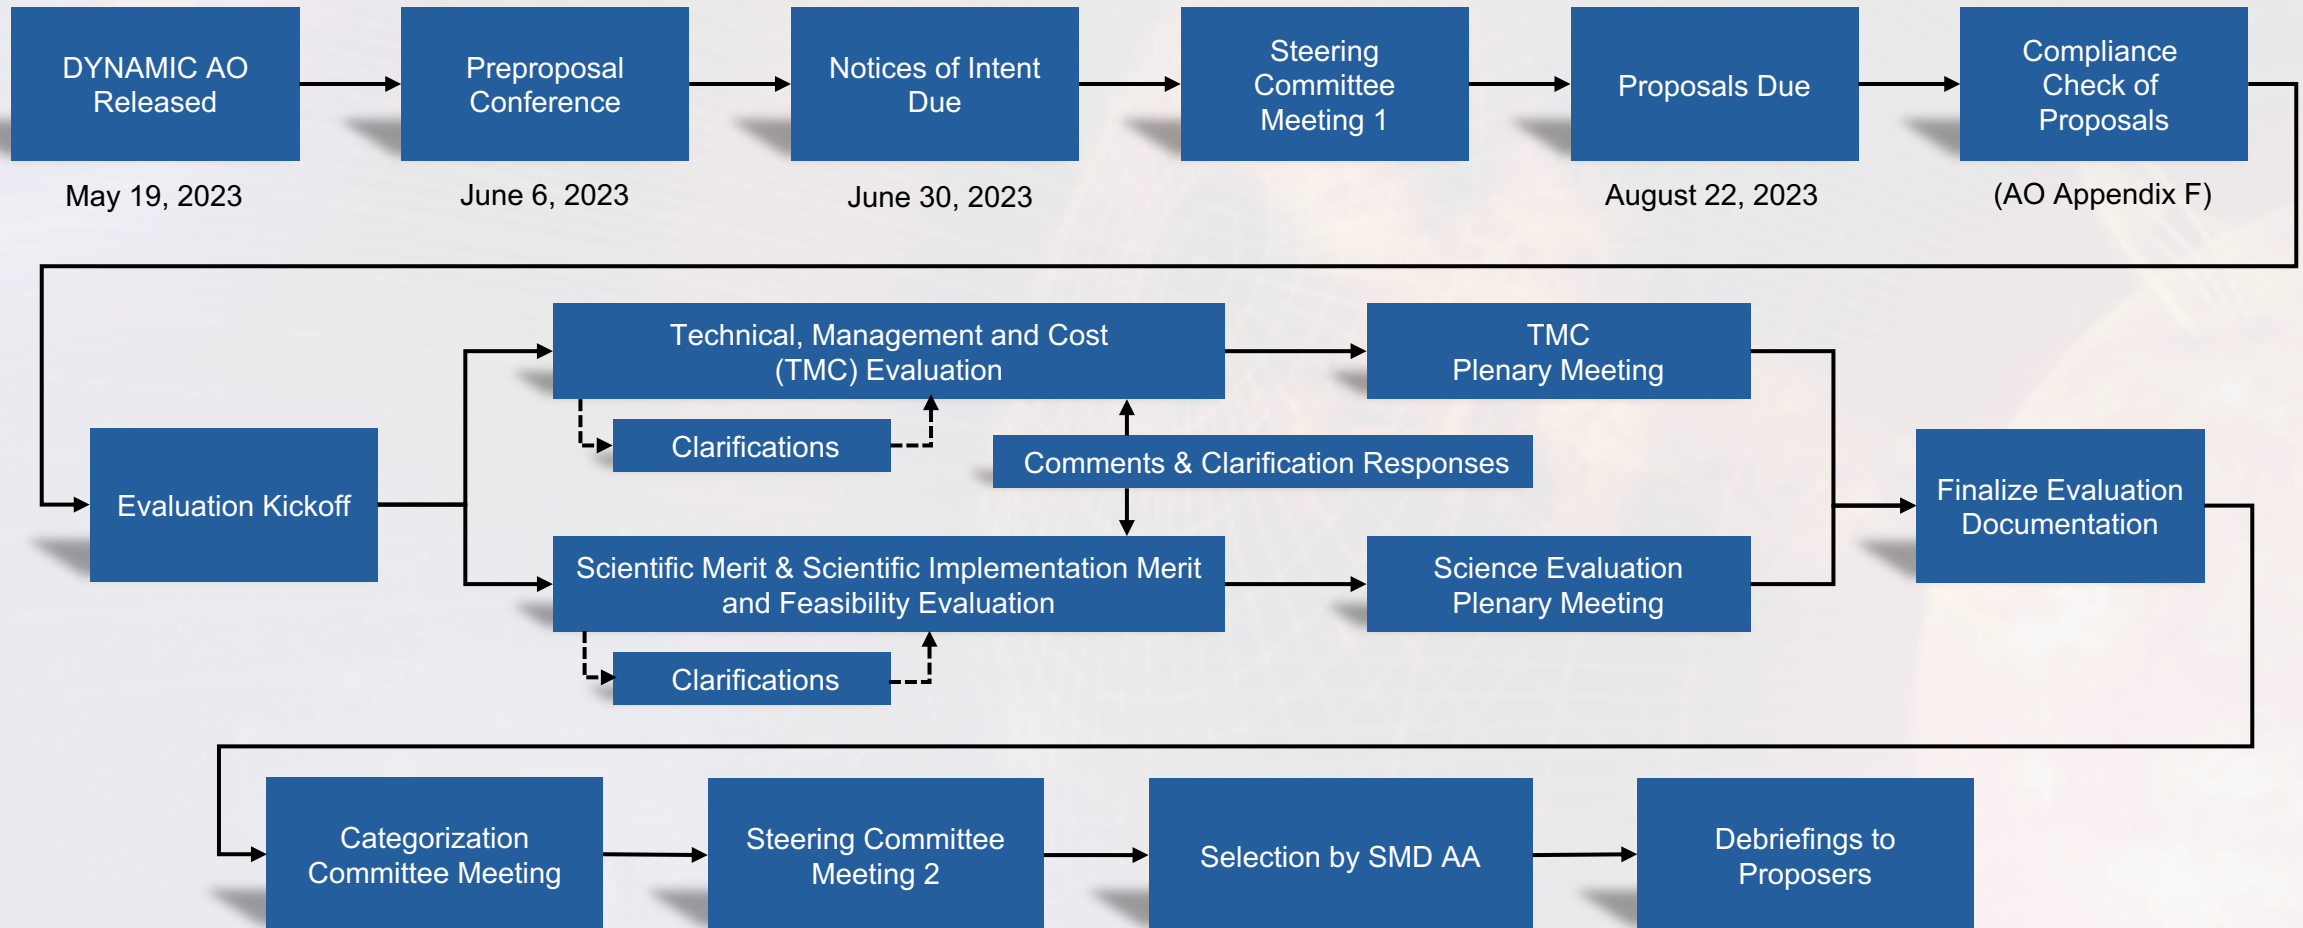 DYNAMIC AO
Released
Preproposal
Conference
Notices of Intent
Due
Steering
Committee
Meeting 1
Proposals Due
Compliance
Check of
Proposals
May 19, 2023
June 6, 2023
June 30, 2023
August 22, 2023
(AO Appendix F)
Technical, Management and Cost
(TMC) Evaluation
TMC
Plenary Meeting
Clarifications
Comments & Clarification Responses
Evaluation Kickoff
Finalize Evaluation
Documentation
Scientific Merit & Scientific Implementation Merit
and Feasibility Evaluation
Science Evaluation
Plenary Meeting
Clarifications
Categorization
Committee Meeting
Steering Committee
Meeting 2
Selection by SMD AA
Debriefings to
Proposers